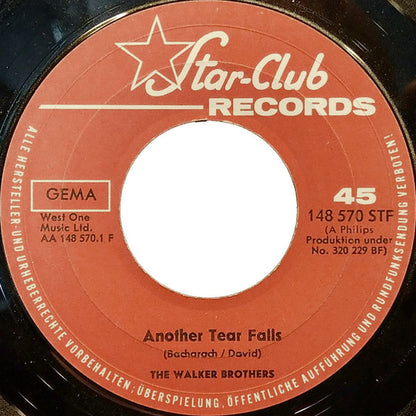 Star-Club
RECORDS
GEMA
West One
Music Ltd.
AA 148 570.1 F
45
148 570 STF
(A Philips
Produktion under
No. 320 229 BF)
Another Tear Falls
(Bacharach / David)
THE WALKER BROTHERS
ALLE HERSTELLER- UND URHEBERRECHTE VORBEHALTEN; ÜBERSPIELUNG, ÖFFENTLICHE AUFFÜHRUNG UND RUNDFUNKSENDUNG VERBOTEN!